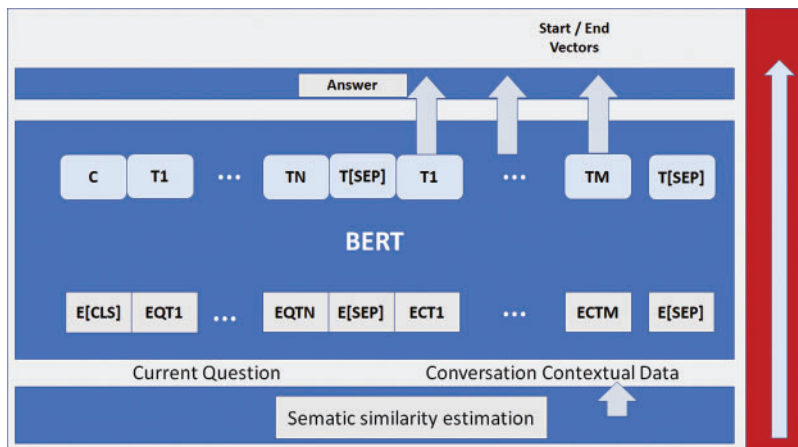 Start / End
Vectors
Answer
C T1 ... TN T[SEP] T1 ... TM T[SEP]
BERT
E[CLS] EQT1 ... EQTN E[SEP] ECT1 ... ECTM E[SEP]
Current Question Conversation Contextual Data
Sematic similarity estimation